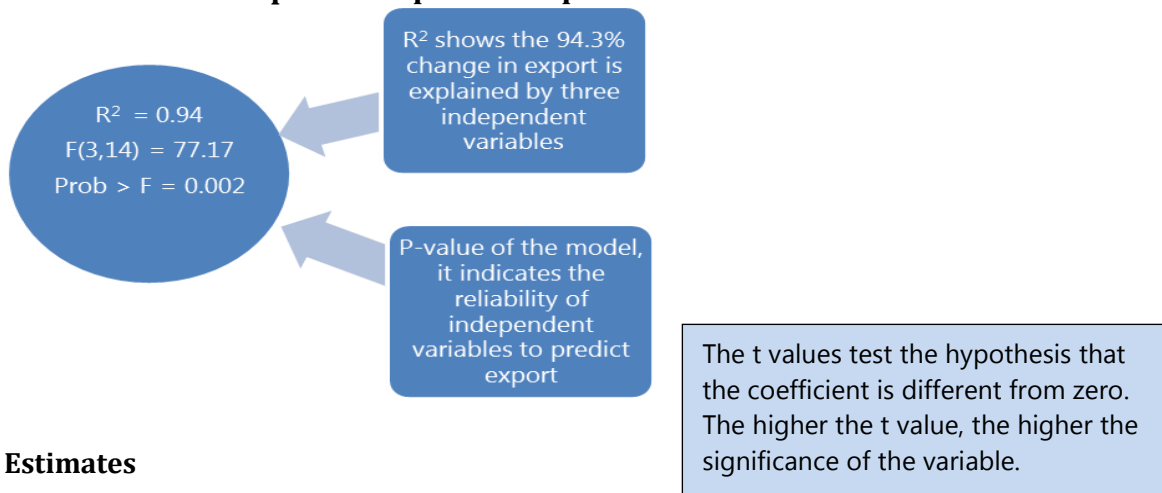 R² shows the 94.3%
change in export is
explained by three
independent
variables
R² = 0.94
F(3,14) = 77.17
Prob > F = 0.002
P-value of the model,
it indicates the
reliability of
independent
variables to predict
export
The t values test the hypothesis that
the coefficient is different from zero.
The higher the t value, the higher the
significance of the variable.
Estimates